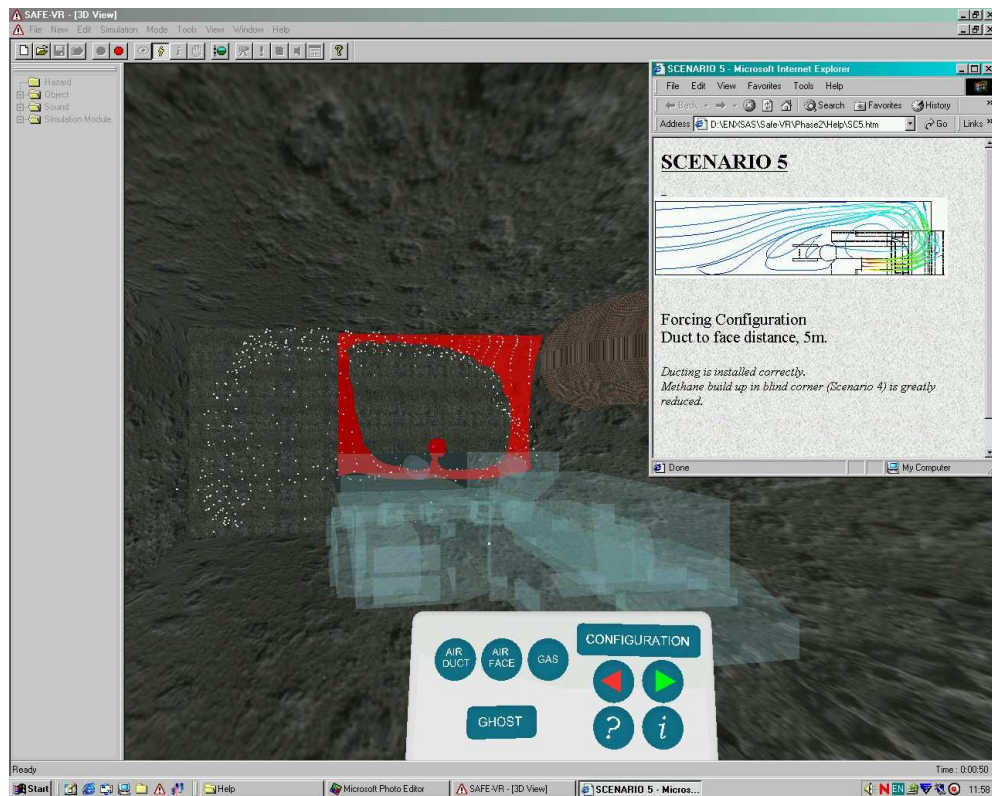 SAFE-VR - [3D View]
File New Edit Simulation Mode Tools View Window Help
Hazard
Object
Sound
Simulation Module
SCENARIO 5 - Microsoft Internet Explorer
File Edit View Favorites Tools Help
Back Search Favorites History
Address D:\ENXSAS\Safe-VR\Phase2\Help\SC5.htm Go Links
SCENARIO 5
Forcing Configuration
Duct to face distance, 5m.
Ducting is installed correctly.
Methane build up in blind corner (Scenario 4) is greatly
reduced.
Done My Computer
CONFIGURATION
AIR DUCT
AIR FACE
GAS
GHOST
? i
Ready Time : 0:00:50
Start Help Microsoft Photo Editor SAFE-VR - [3D View] SCENARIO 5 - Micros... EN 11:58